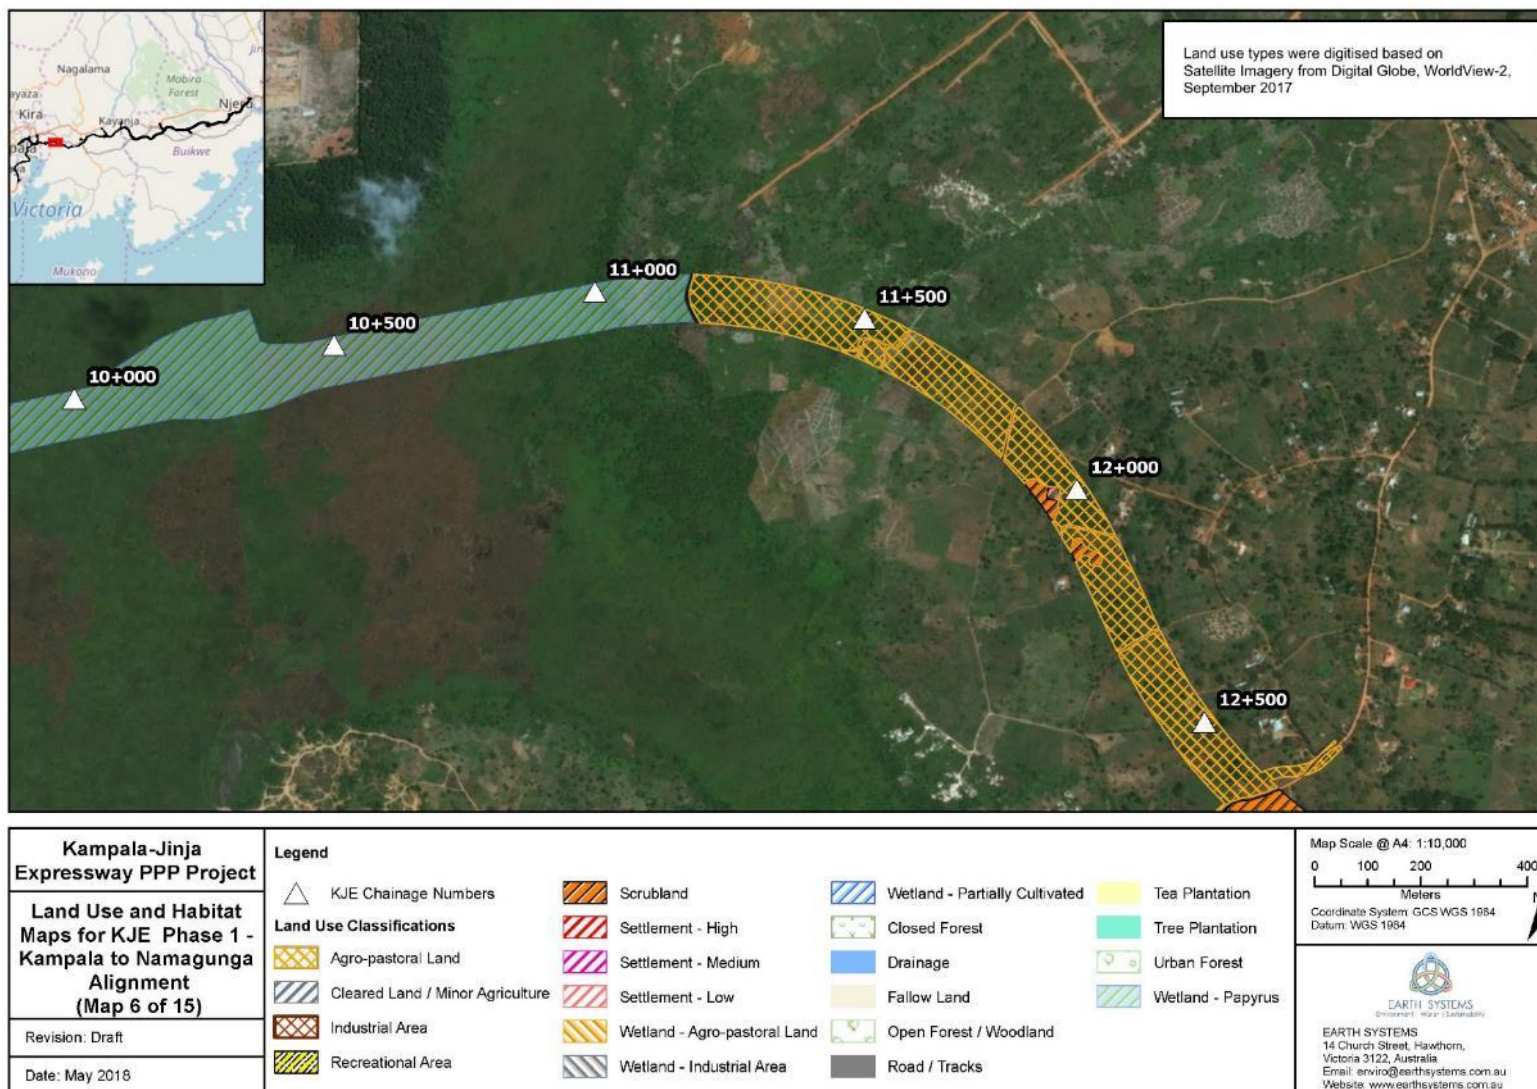 Nagalama
Mabira
Forest
Kira
Kayanja
Njeru
Buikwe
Victoria
Mukono
Land use types were digitised based on
Satellite Imagery from Digital Globe, WorldView-2,
September 2017
10+000
10+500
11+000
11+500
12+000
12+500
Kampala-Jinja
Expressway PPP Project
Land Use and Habitat
Maps for KJE Phase 1 -
Kampala to Namagunga
Alignment
(Map 6 of 15)
Revision: Draft
Date: May 2018
Legend
KJE Chainage Numbers
Land Use Classifications
Agro-pastoral Land
Cleared Land / Minor Agriculture
Industrial Area
Recreational Area
Scrubland
Settlement - High
Settlement - Medium
Settlement - Low
Wetland - Agro-pastoral Land
Wetland - Industrial Area
Wetland - Partially Cultivated
Closed Forest
Drainage
Fallow Land
Open Forest / Woodland
Road / Tracks
Tea Plantation
Tree Plantation
Urban Forest
Wetland - Papyrus
Map Scale @ A4: 1:10,000
0 100 200 400
Meters
Coordinate System: GCS WGS 1984
Datum: WGS 1984
EARTH SYSTEMS
Environment | Water | Sustainability
EARTH SYSTEMS
14 Church Street, Hawthorn,
Victoria 3122, Australia
Email: enviro@earthsystems.com.au
Website: www.earthsystems.com.au